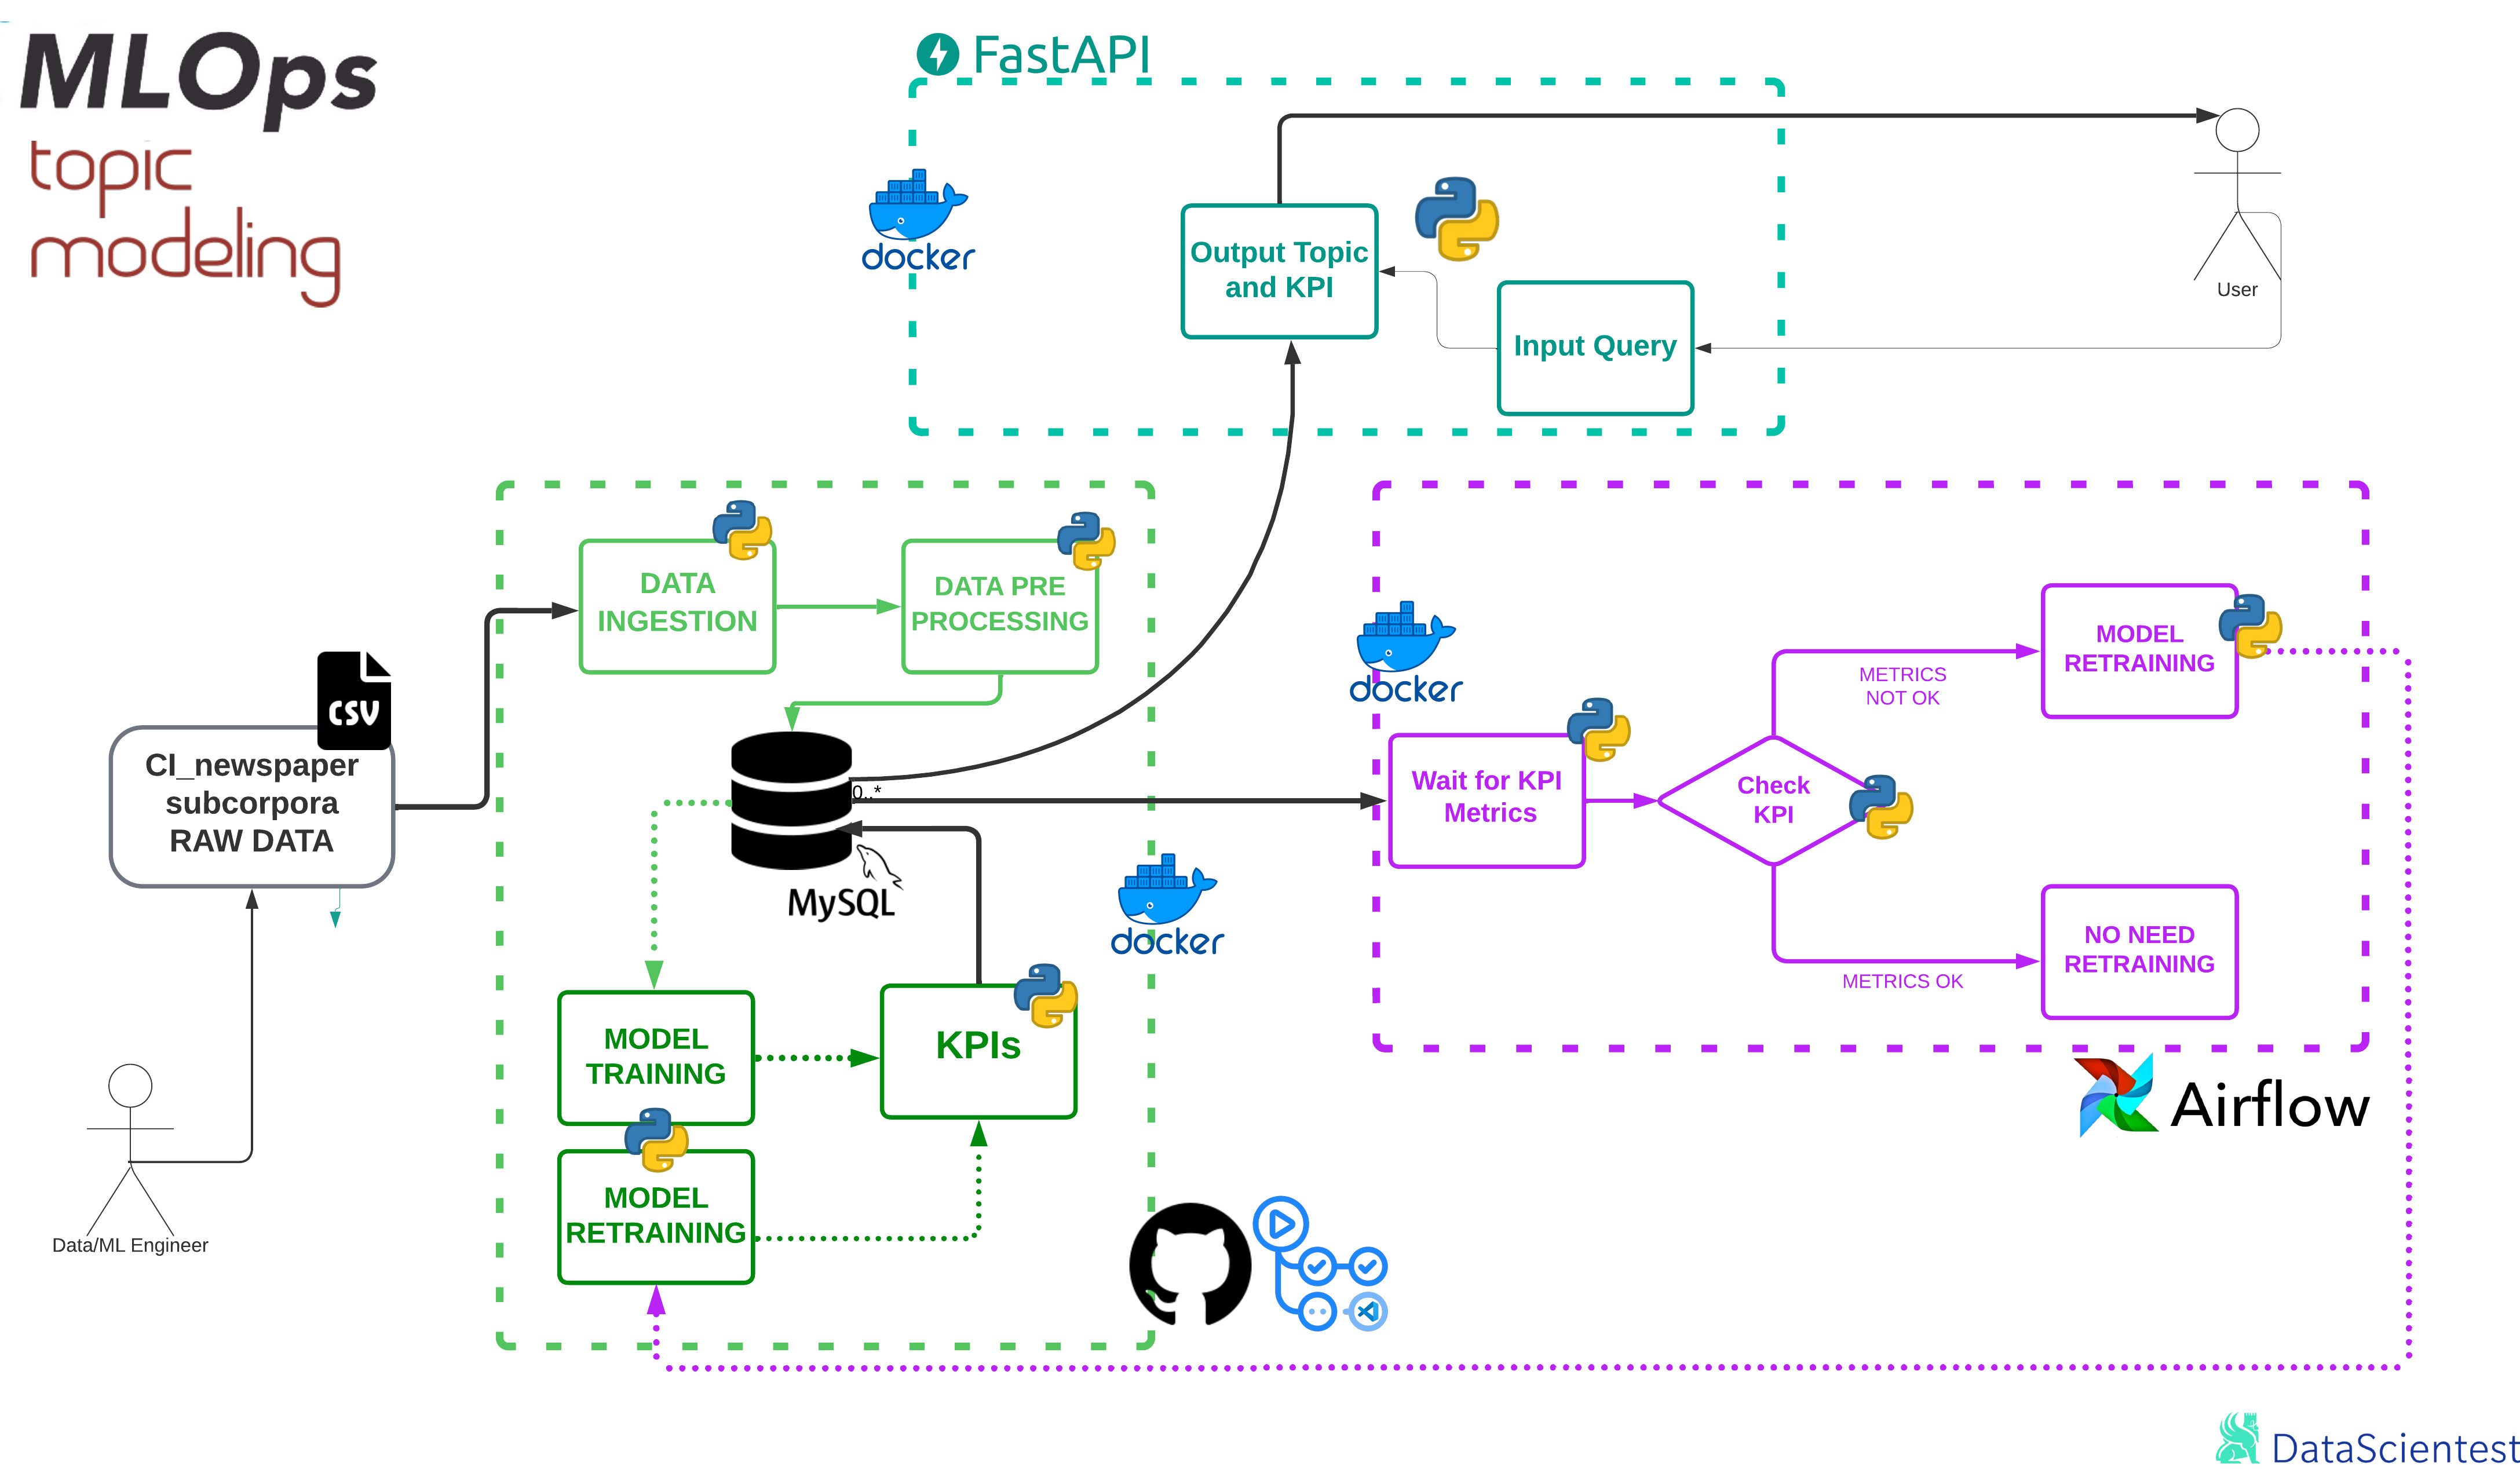 MLOps
topic
modeling
FastAPI
docker
Output Topic
and KPI
Input Query
User
DATA
INGESTION
DATA PRE
PROCESSING
CSV
CI_newspaper
subcorpora
RAW DATA
0..*
MySQL
docker
MODEL
TRAINING
KPIs
MODEL
RETRAINING
Data/ML Engineer
docker
Wait for KPI
Metrics
Check
KPI
METRICS
NOT OK
MODEL
RETRAINING
METRICS OK
NO NEED
RETRAINING
Airflow
DataScientest